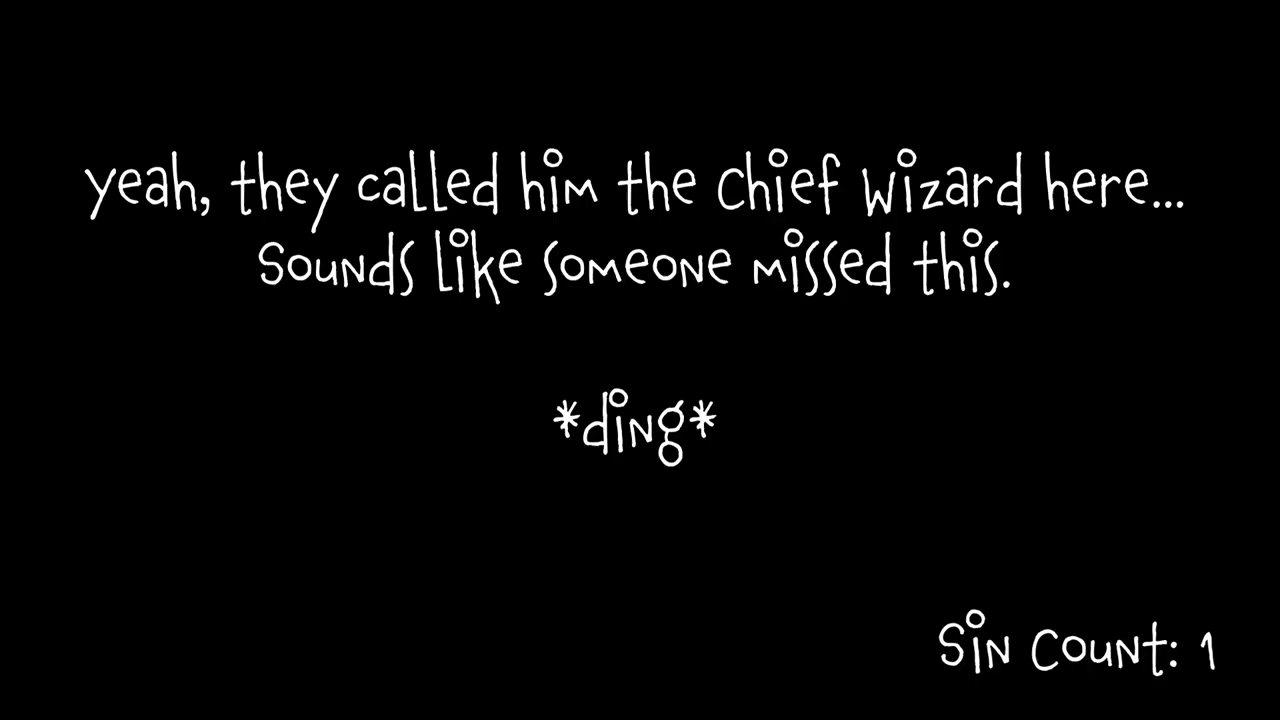 yeah, they called him the Chief Wizard here...
Sounds like someone missed this.
*ding*
Sin Count: 1